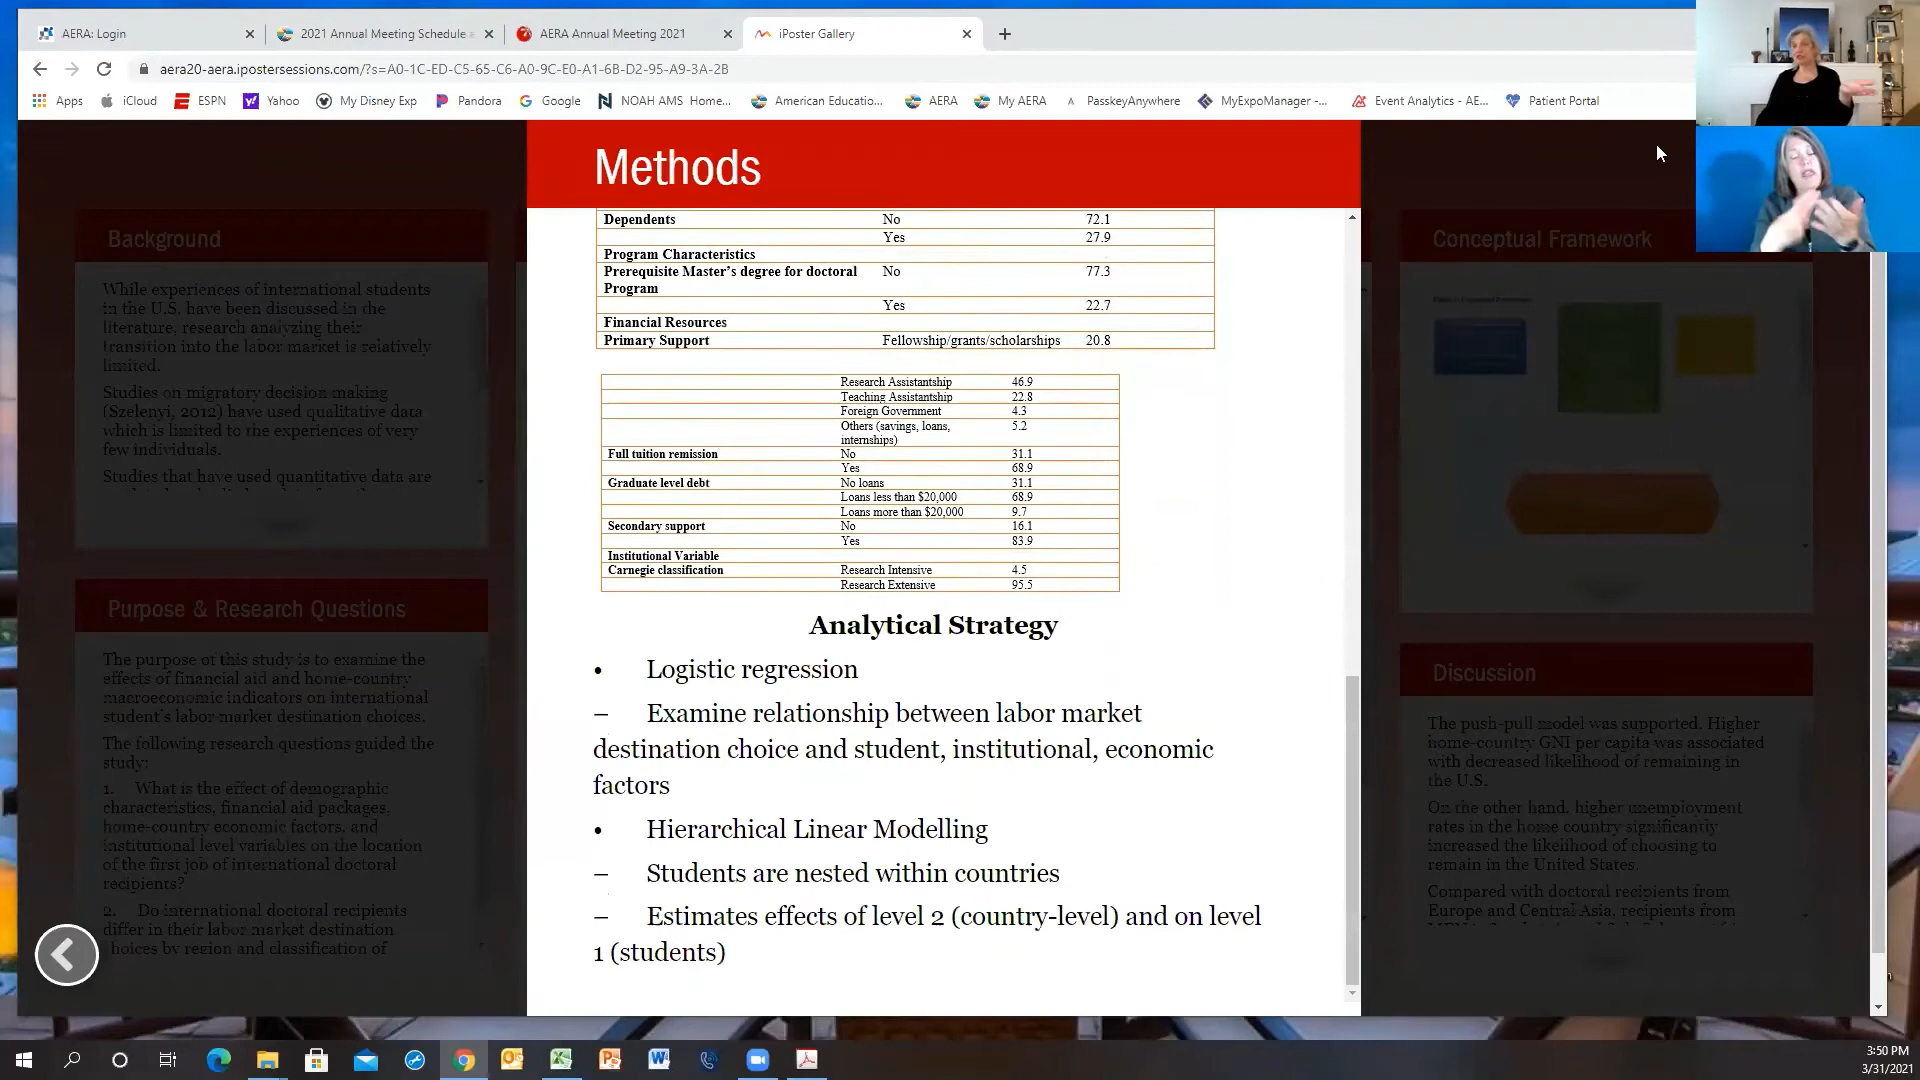 AERA: Login
2021 Annual Meeting Schedule
AERA Annual Meeting 2021
iPoster Gallery
aera20-aera.ipostersessions.com/?s=A0-1C-ED-C5-65-C6-A0-9C-E0-A1-6B-D2-95-A9-3A-2B
Apps iCloud ESPN Yahoo My Disney Exp Pandora Google NOAH AMS Home... American Educatio... AERA My AERA PasskeyAnywhere MyExpoManager -... Event Analytics - AE... Patient Portal
Methods
Dependents No 72.1
Yes 27.9
Program Characteristics
Prerequisite Master's degree for doctoral No 77.3
Program
Yes 22.7
Financial Resources
Primary Support Fellowship/grants/scholarships 20.8
Research Assistantship 46.9
Teaching Assistantship 22.8
Foreign Government 4.3
Others (savings, loans, 5.2
internships)
Full tuition remission No 31.1
Yes 68.9
Graduate level debt No loans 31.1
Loans less than $20,000 68.9
Loans more than $20,000 9.7
Secondary support No 16.1
Yes 83.9
Institutional Variable
Carnegie classification Research Intensive 4.5
Research Extensive 95.5
Analytical Strategy
• Logistic regression
– Examine relationship between labor market
destination choice and student, institutional, economic
factors
• Hierarchical Linear Modelling
– Students are nested within countries
– Estimates effects of level 2 (country-level) and on level
1 (students)
Background
While experiences of international students
in the U.S. have been discussed in the
literature, research analyzing their
transition into the labor market is relatively
limited.
Studies on migratory decision making
(Szelenyi, 2012) have used qualitative data
which is limited to the experiences of very
few individuals.
Studies that have used quantitative data are
Purpose & Research Questions
The purpose of this study is to examine the
effects of financial aid and home-country
macroeconomic indicators on international
student's labor market destination choices.
The following research questions guided the
study:
1. What is the effect of demographic
characteristics, financial aid packages,
home-country economic factors, and
institutional level variables on the location
of the first job of international doctoral
recipients?
2. Do international doctoral recipients
differ in their labor market destination
choices by region and classification of
Conceptual Framework
Discussion
The push-pull model was supported. Higher
home-country GNI per capita was associated
with decreased likelihood of remaining in
the U.S.
On the other hand, higher unemployment
rates in the home country significantly
increased the likelihood of choosing to
remain in the United States.
Compared with doctoral recipients from
Europe and Central Asia, recipients from
3:50 PM
3/31/2021